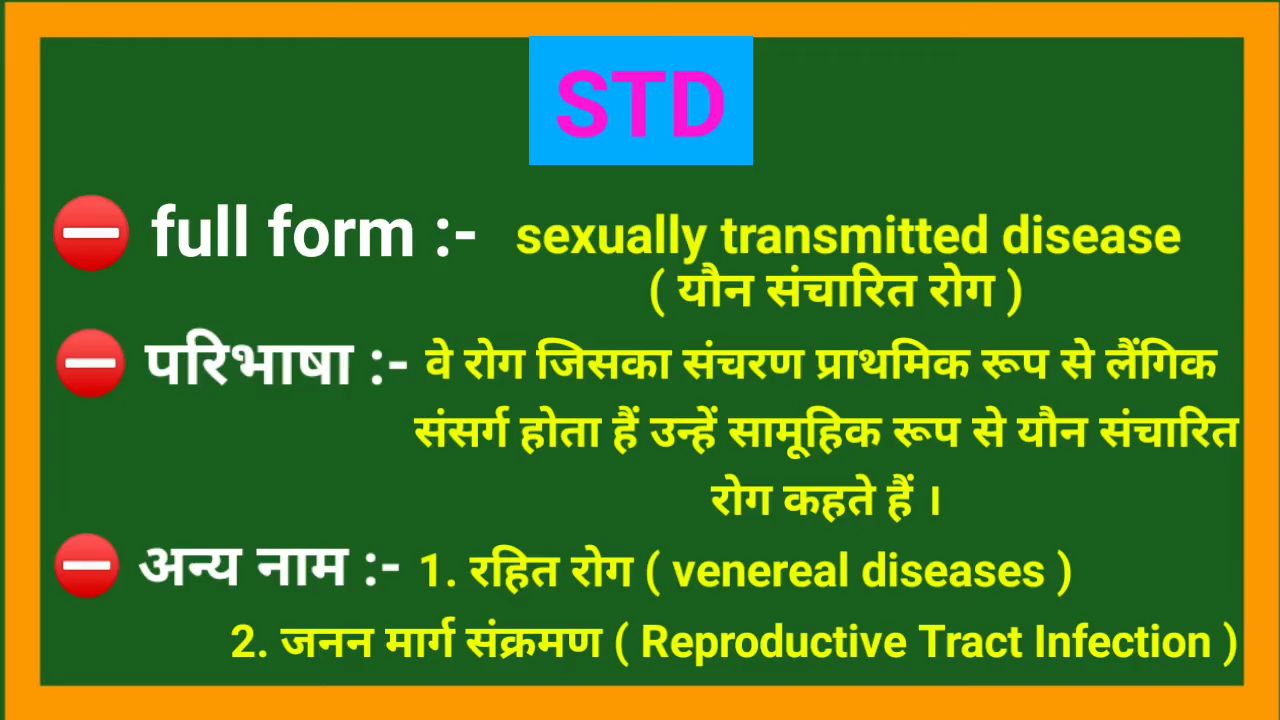 STD
⛔ full form :- sexually transmitted disease
( यौन संचारित रोग )
⛔ परिभाषा :- वे रोग जिसका संचरण प्राथमिक रूप से लैंगिक
संसर्ग होता हैं उन्हें सामूहिक रूप से यौन संचारित
रोग कहते हैं ।
⛔ अन्य नाम :- 1. रहित रोग ( venereal diseases )
2. जनन मार्ग संक्रमण ( Reproductive Tract Infection )